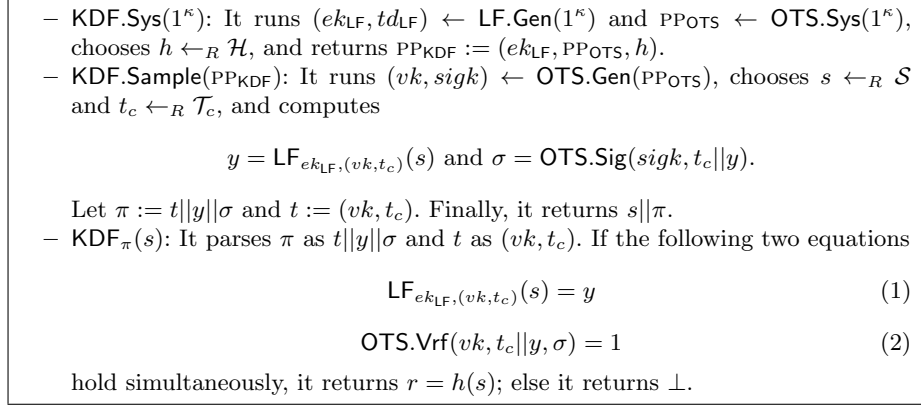 – KDF.Sys(1^κ): It runs (ek_LF, td_LF) ← LF.Gen(1^κ) and PP_OTS ← OTS.Sys(1^κ),
chooses h ←_R ℋ, and returns PP_KDF := (ek_LF, PP_OTS, h).
– KDF.Sample(PP_KDF): It runs (vk, sigk) ← OTS.Gen(PP_OTS), chooses s ←_R 𝒮
and t_c ←_R 𝒯_c, and computes
y = LF_{ek_LF,(vk,t_c)}(s) and σ = OTS.Sig(sigk, t_c||y).
Let π := t||y||σ and t := (vk, t_c). Finally, it returns s||π.
– KDF_π(s): It parses π as t||y||σ and t as (vk, t_c). If the following two equations
LF_{ek_LF,(vk,t_c)}(s) = y (1)
OTS.Vrf(vk, t_c||y, σ) = 1 (2)
hold simultaneously, it returns r = h(s); else it returns ⊥.